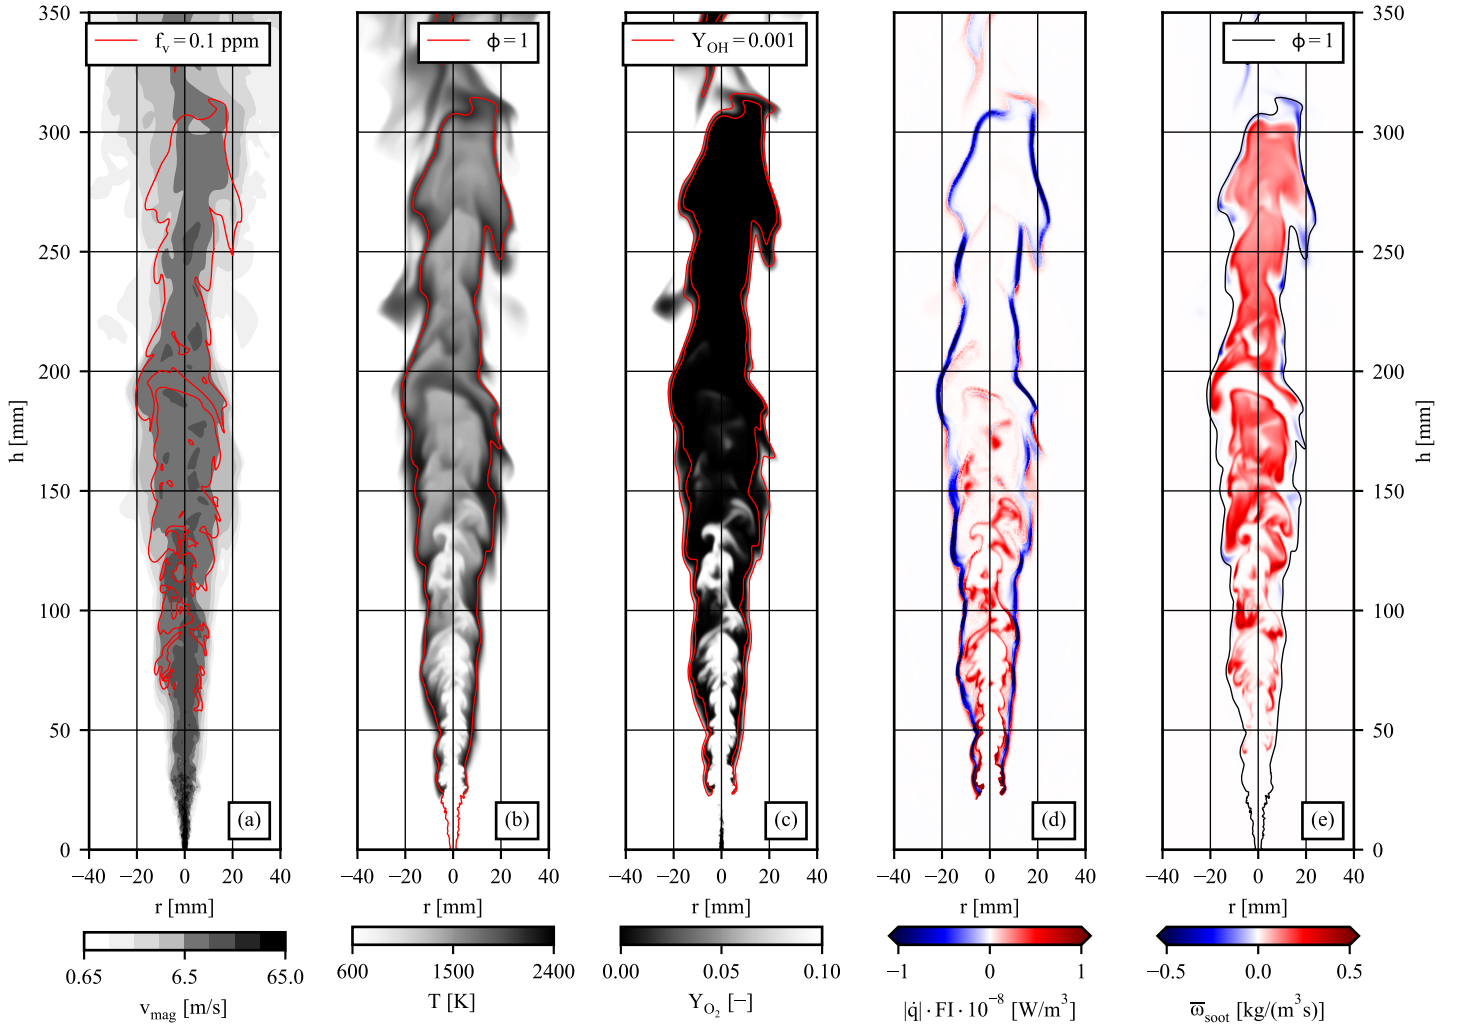 350
300
250
200
150
100
50
0
h [mm]
f_v = 0.1 ppm
(a)
−40 −20 0 20 40
r [mm]
0.65 6.5 65.0
v_mag [m/s]
ϕ = 1
(b)
−40 −20 0 20 40
r [mm]
600 1500 2400
T [K]
Y_OH = 0.001
(c)
−40 −20 0 20 40
r [mm]
0.00 0.05 0.10
Y_O₂ [−]
(d)
−40 −20 0 20 40
r [mm]
−1 0 1
|q̇| · FI · 10⁻⁸ [W/m³]
ϕ = 1
(e)
−40 −20 0 20 40
r [mm]
−0.5 0.0 0.5
ω̅_soot [kg/(m³s)]
350
300
250
200
150
100
50
0
h [mm]